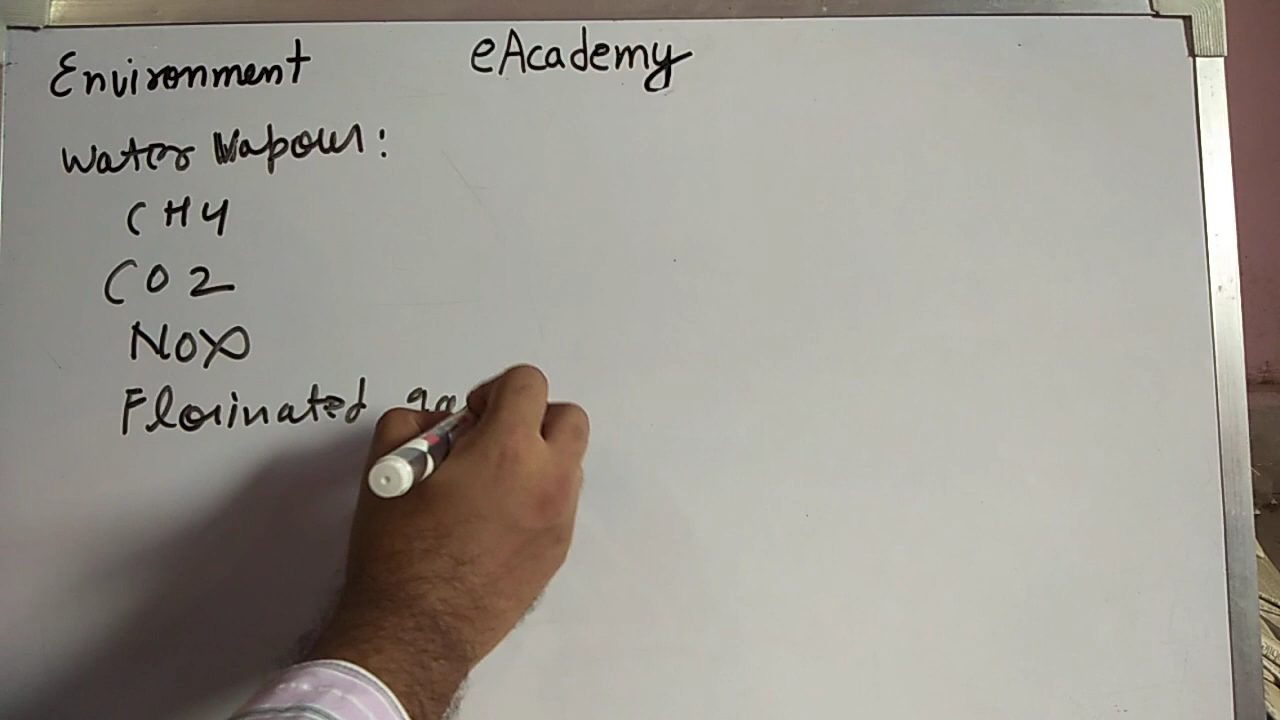 Environment eAcademy
Water Vapour:
CH4
CO2
NOx
Florinated